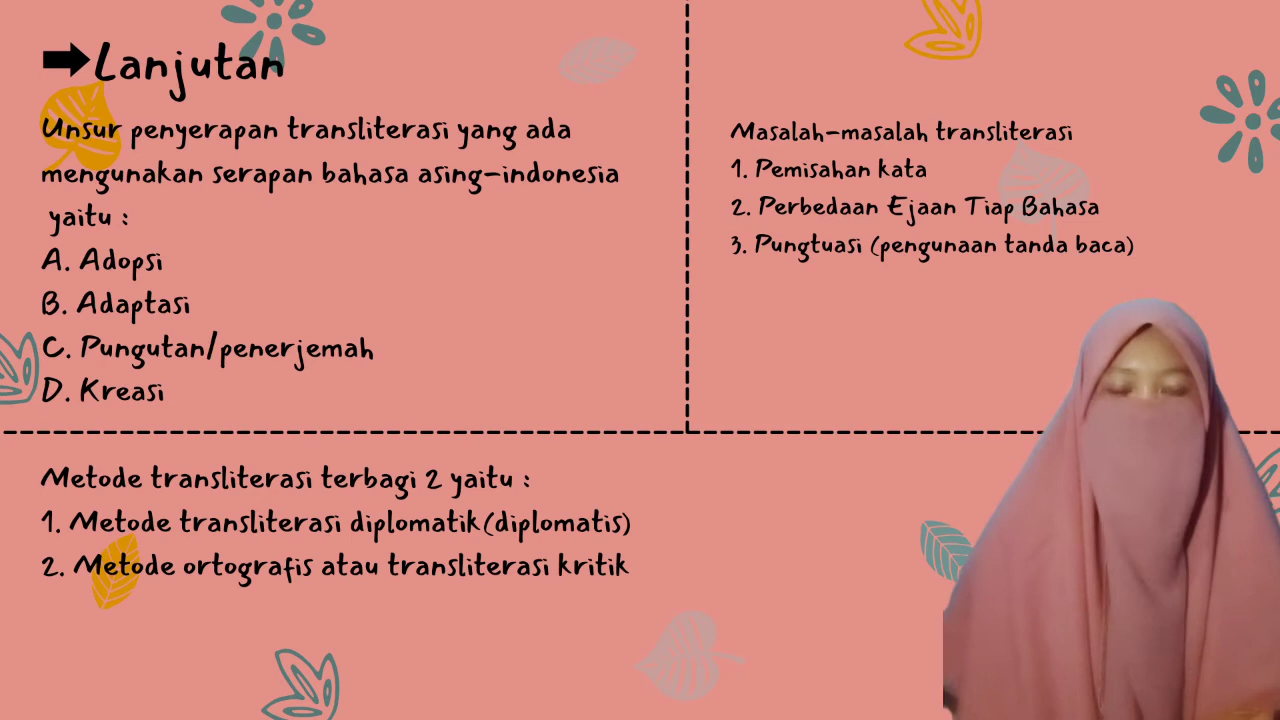 Lanjutan
Unsur penyerapan transliterasi yang ada
mengunakan serapan bahasa asing-indonesia
yaitu :
A. Adopsi
B. Adaptasi
C. Pungutan/penerjemah
D. Kreasi
Masalah-masalah transliterasi
1. Pemisahan kata
2. Perbedaan Ejaan Tiap Bahasa
3. Pungtuasi (pengunaan tanda baca)
Metode transliterasi terbagi 2 yaitu :
1. Metode transliterasi diplomatik(diplomatis)
2. Metode ortografis atau transliterasi kritik